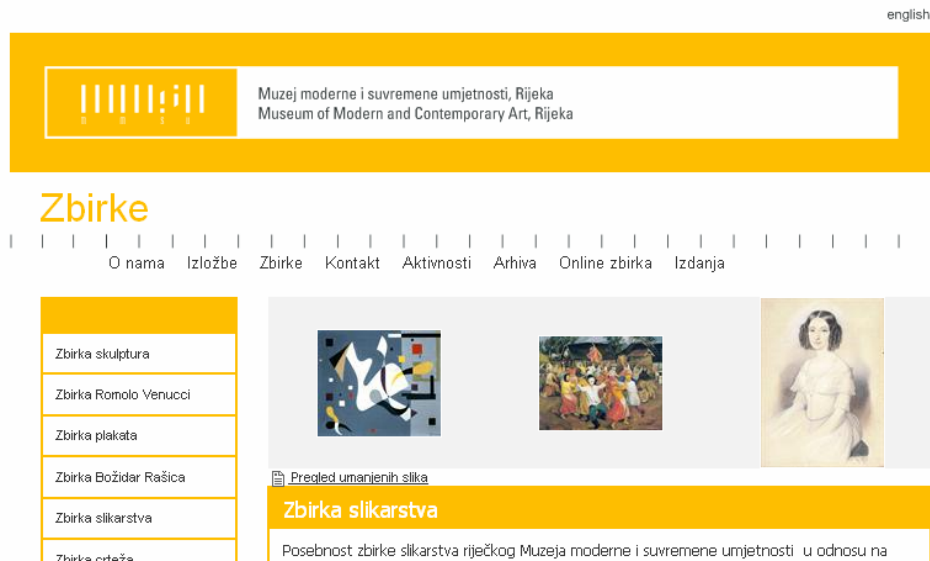 english
Muzej moderne i suvremene umjetnosti, Rijeka
Museum of Modern and Contemporary Art, Rijeka
Zbirke
O nama Izložbe Zbirke Kontakt Aktivnosti Arhiva Online zbirka Izdanja
Zbirka skulptura
Zbirka Romolo Venucci
Zbirka plakata
Zbirka Božidar Rašica
Zbirka slikarstva
Zbirka crteža
Pregled umanjenih slika
Zbirka slikarstva
Posebnost zbirke slikarstva riječkog Muzeja moderne i suvremene umjetnosti u odnosu na